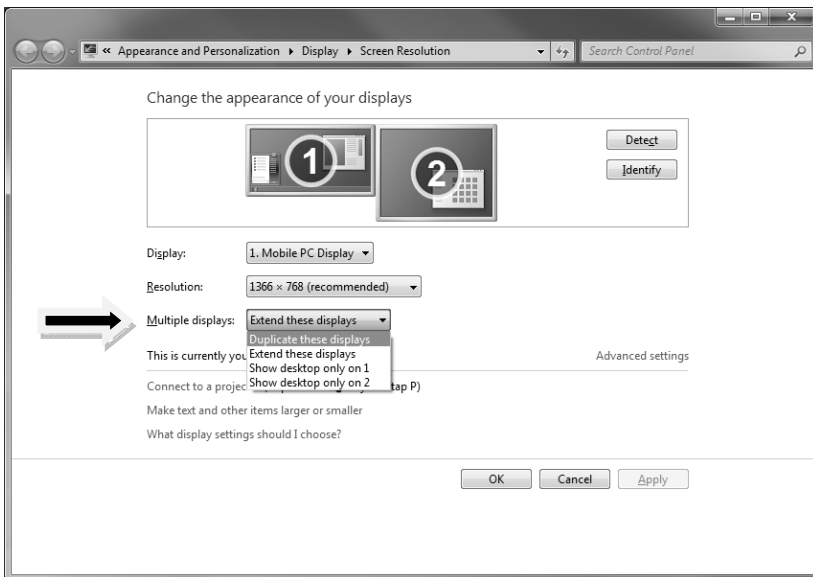 « Appearance and Personalization ▸ Display ▸ Screen Resolution
Search Control Panel
Change the appearance of your displays
1
2
Detect
Identify
Display: 1. Mobile PC Display
Resolution: 1366 × 768 (recommended)
Multiple displays: Extend these displays
Duplicate these displays
Extend these displays
Show desktop only on 1
Show desktop only on 2
This is currently
Advanced settings
Connect to a tap P)
Make text and other items larger or smaller
What display settings should I choose?
OK Cancel Apply